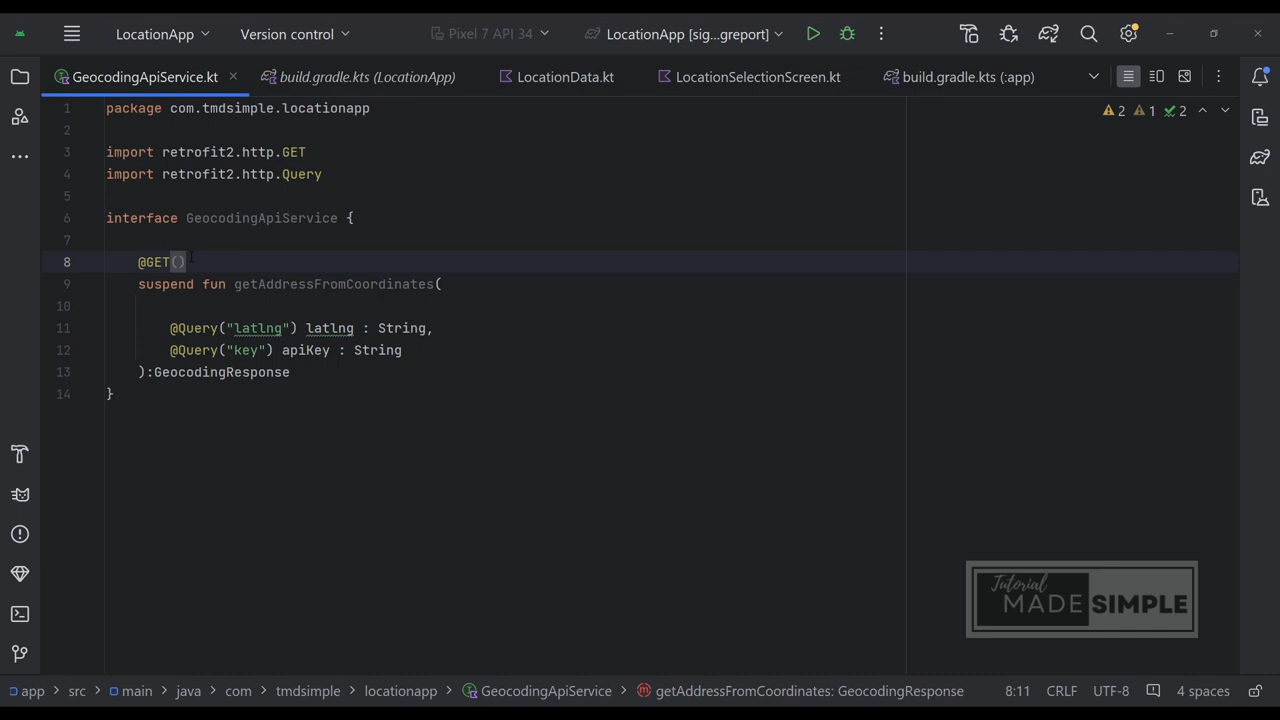 LocationApp Version control Pixel 7 API 34 LocationApp [sig...greport]
GeocodingApiService.kt build.gradle.kts (LocationApp) LocationData.kt LocationSelectionScreen.kt build.gradle.kts (:app)
1 package com.tmdsimple.locationapp 2 1 2
2
3 import retrofit2.http.GET
4 import retrofit2.http.Query
5
6 interface GeocodingApiService {
7
8 @GET()
9 suspend fun getAddressFromCoordinates(
10
11 @Query("latlng") latlng : String,
12 @Query("key") apiKey : String
13 ):GeocodingResponse
14 }
Tutorial
MADE SIMPLE
app > src > main > java > com > tmdsimple > locationapp > GeocodingApiService > getAddressFromCoordinates: GeocodingResponse 8:11 CRLF UTF-8 4 spaces